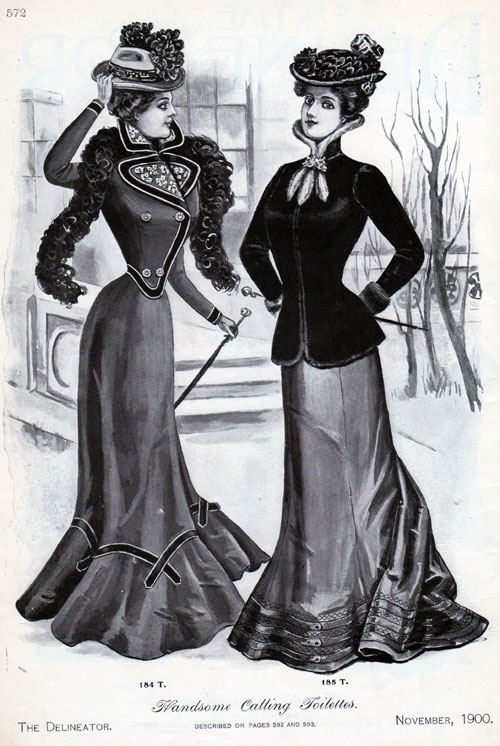 572
184 T. 185 T.
Handsome Calling Toilettes.
THE DELINEATOR. DESCRIBED ON PAGES 592 AND 593. NOVEMBER, 1900.